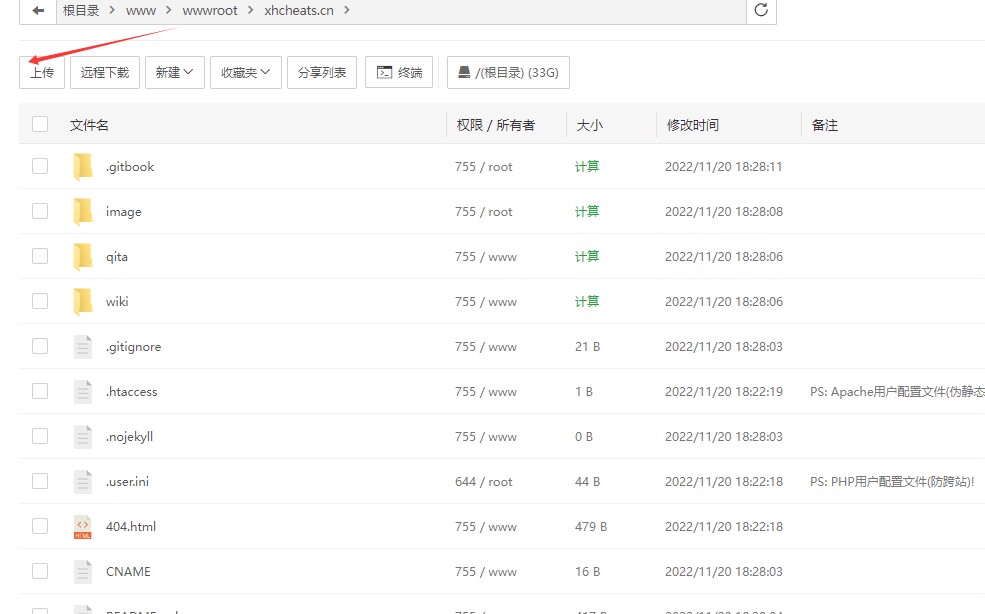 根目录 > www > wwwroot > xhcheats.cn >
上传 远程下载 新建 收藏夹 分享列表 终端 /(根目录) (33G)
文件名 权限 / 所有者 大小 修改时间 备注
.gitbook 755 / root 计算 2022/11/20 18:28:11
image 755 / root 计算 2022/11/20 18:28:08
qita 755 / www 计算 2022/11/20 18:28:06
wiki 755 / www 计算 2022/11/20 18:28:06
.gitignore 755 / www 21 B 2022/11/20 18:28:03
.htaccess 755 / www 1 B 2022/11/20 18:22:19 PS: Apache用户配置文件(伪静态
.nojekyll 755 / www 0 B 2022/11/20 18:28:03
.user.ini 644 / root 44 B 2022/11/20 18:22:18 PS: PHP用户配置文件(防跨站)!
HTML 404.html 755 / www 479 B 2022/11/20 18:22:18
CNAME 755 / www 16 B 2022/11/20 18:28:03